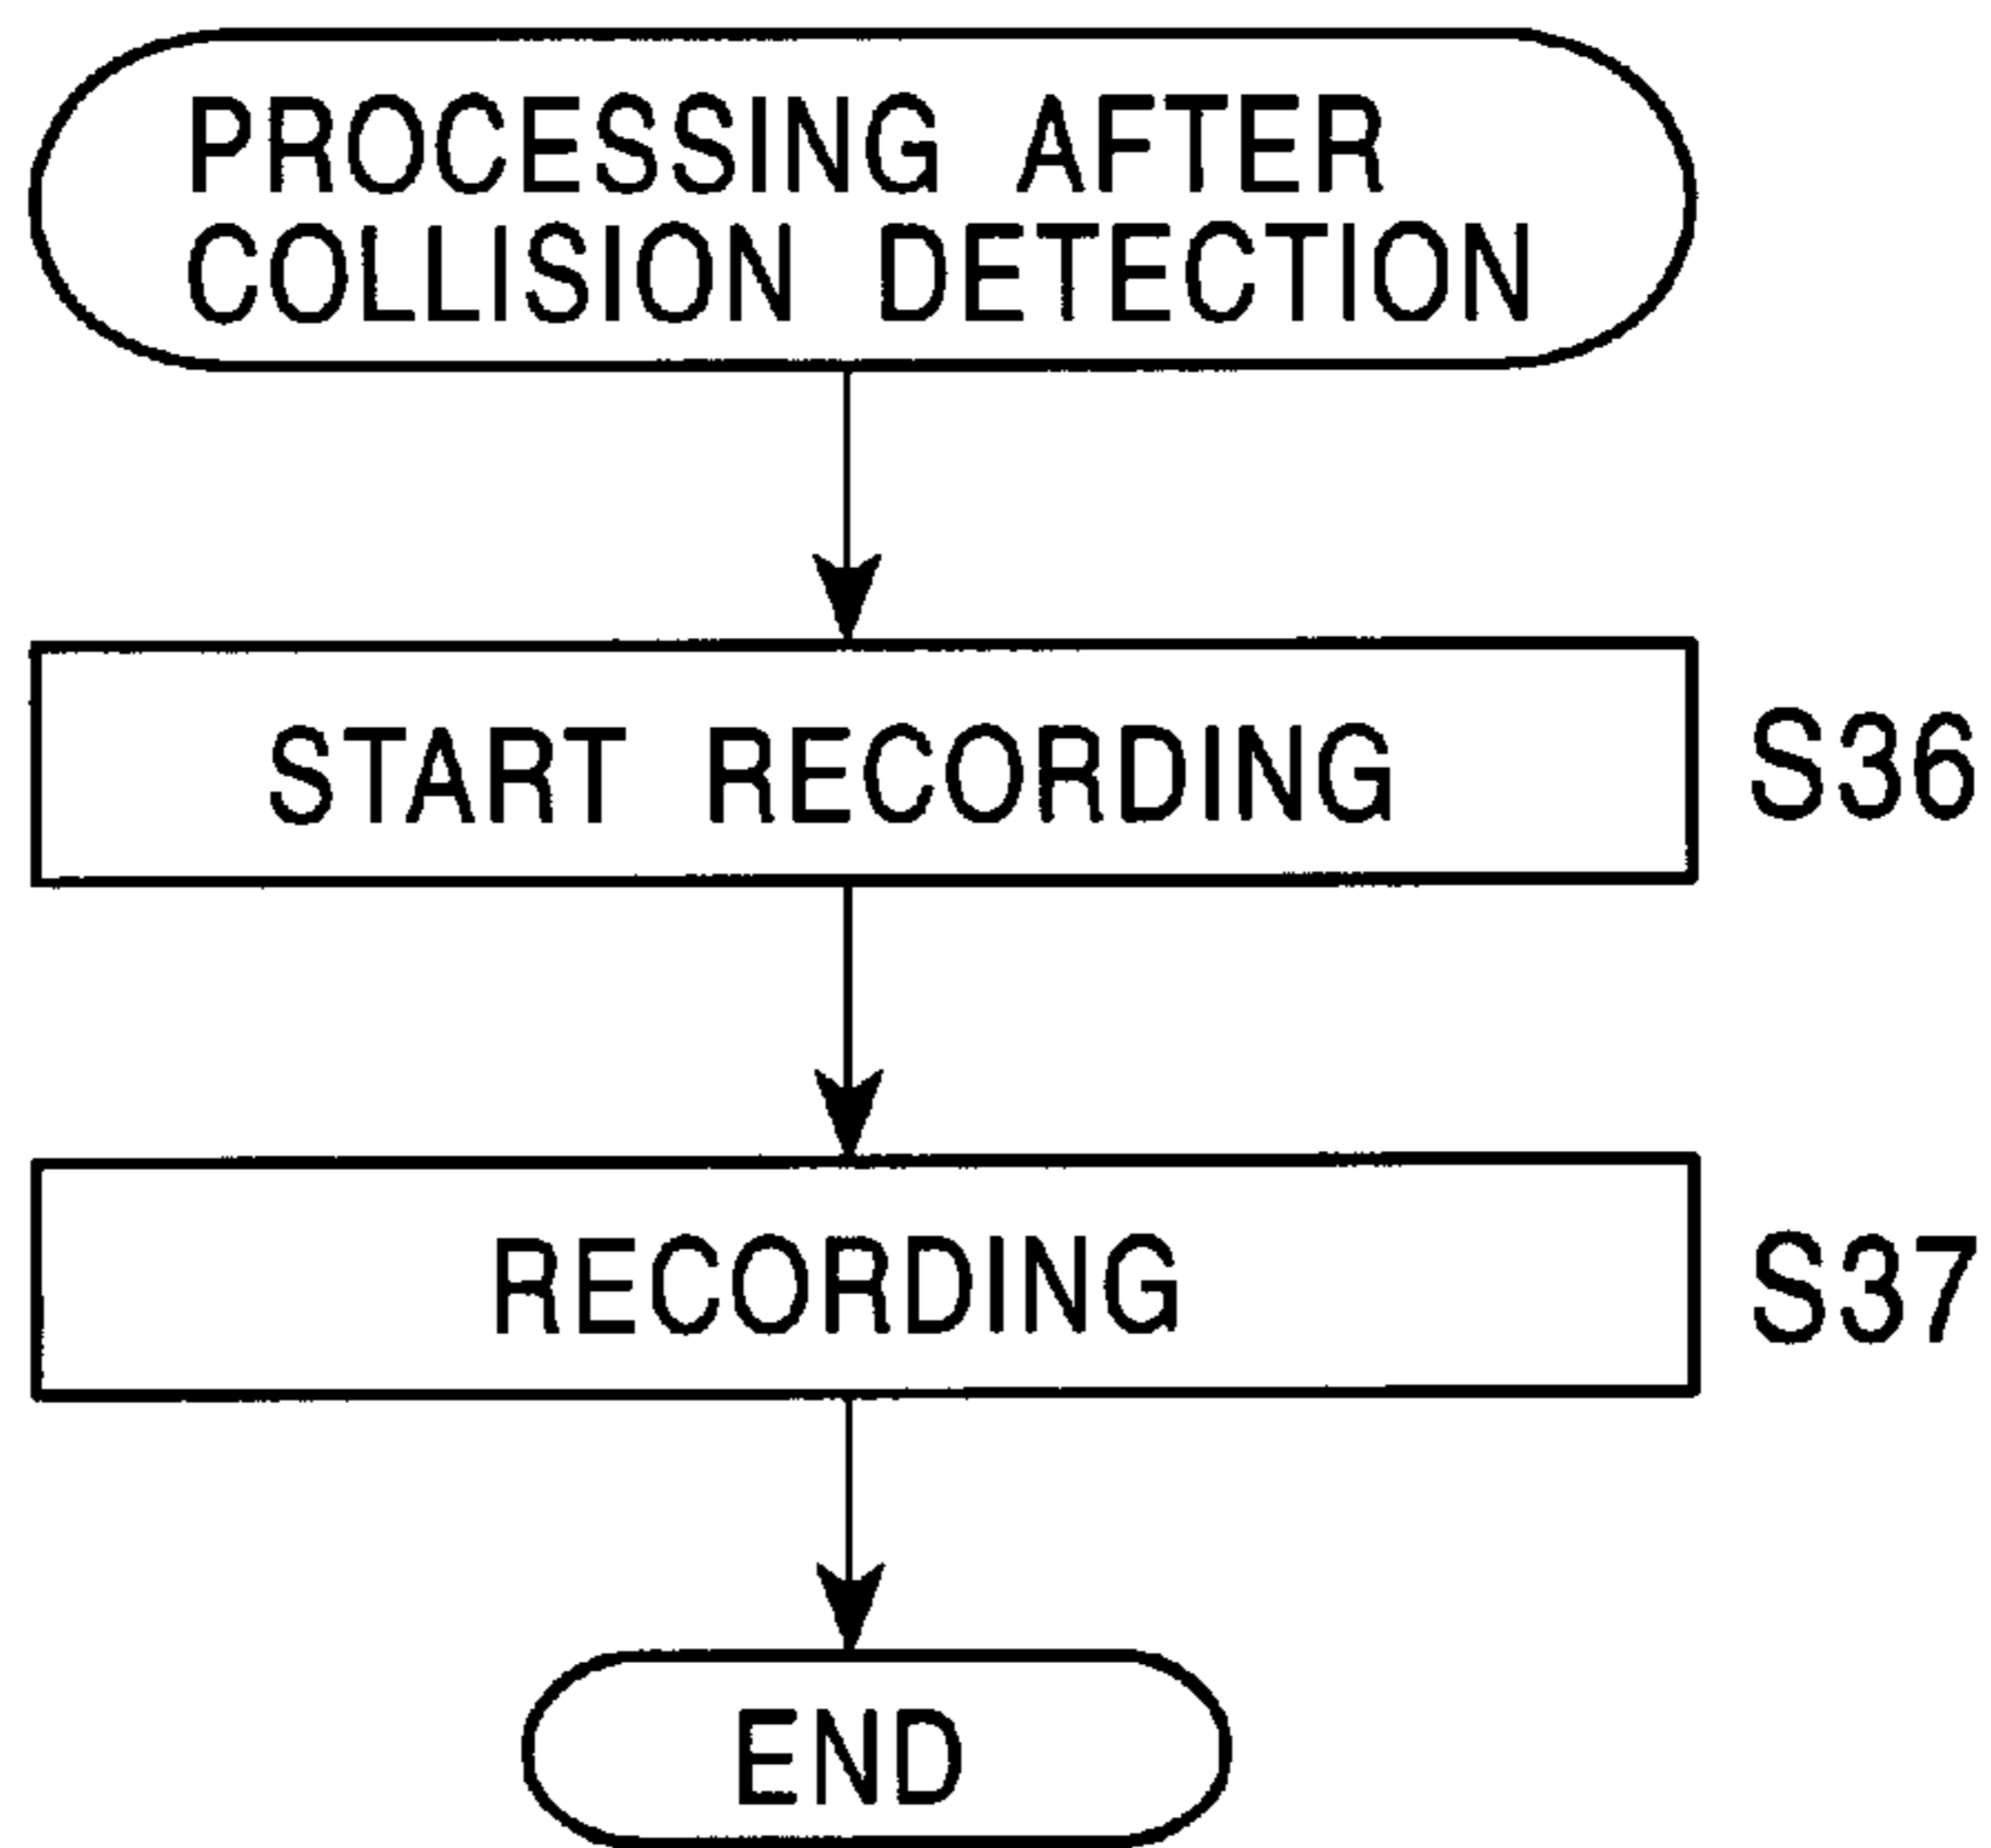 PROCESSING AFTER
COLLISION DETECTION
START RECORDING
S36
RECORDING
S37
END